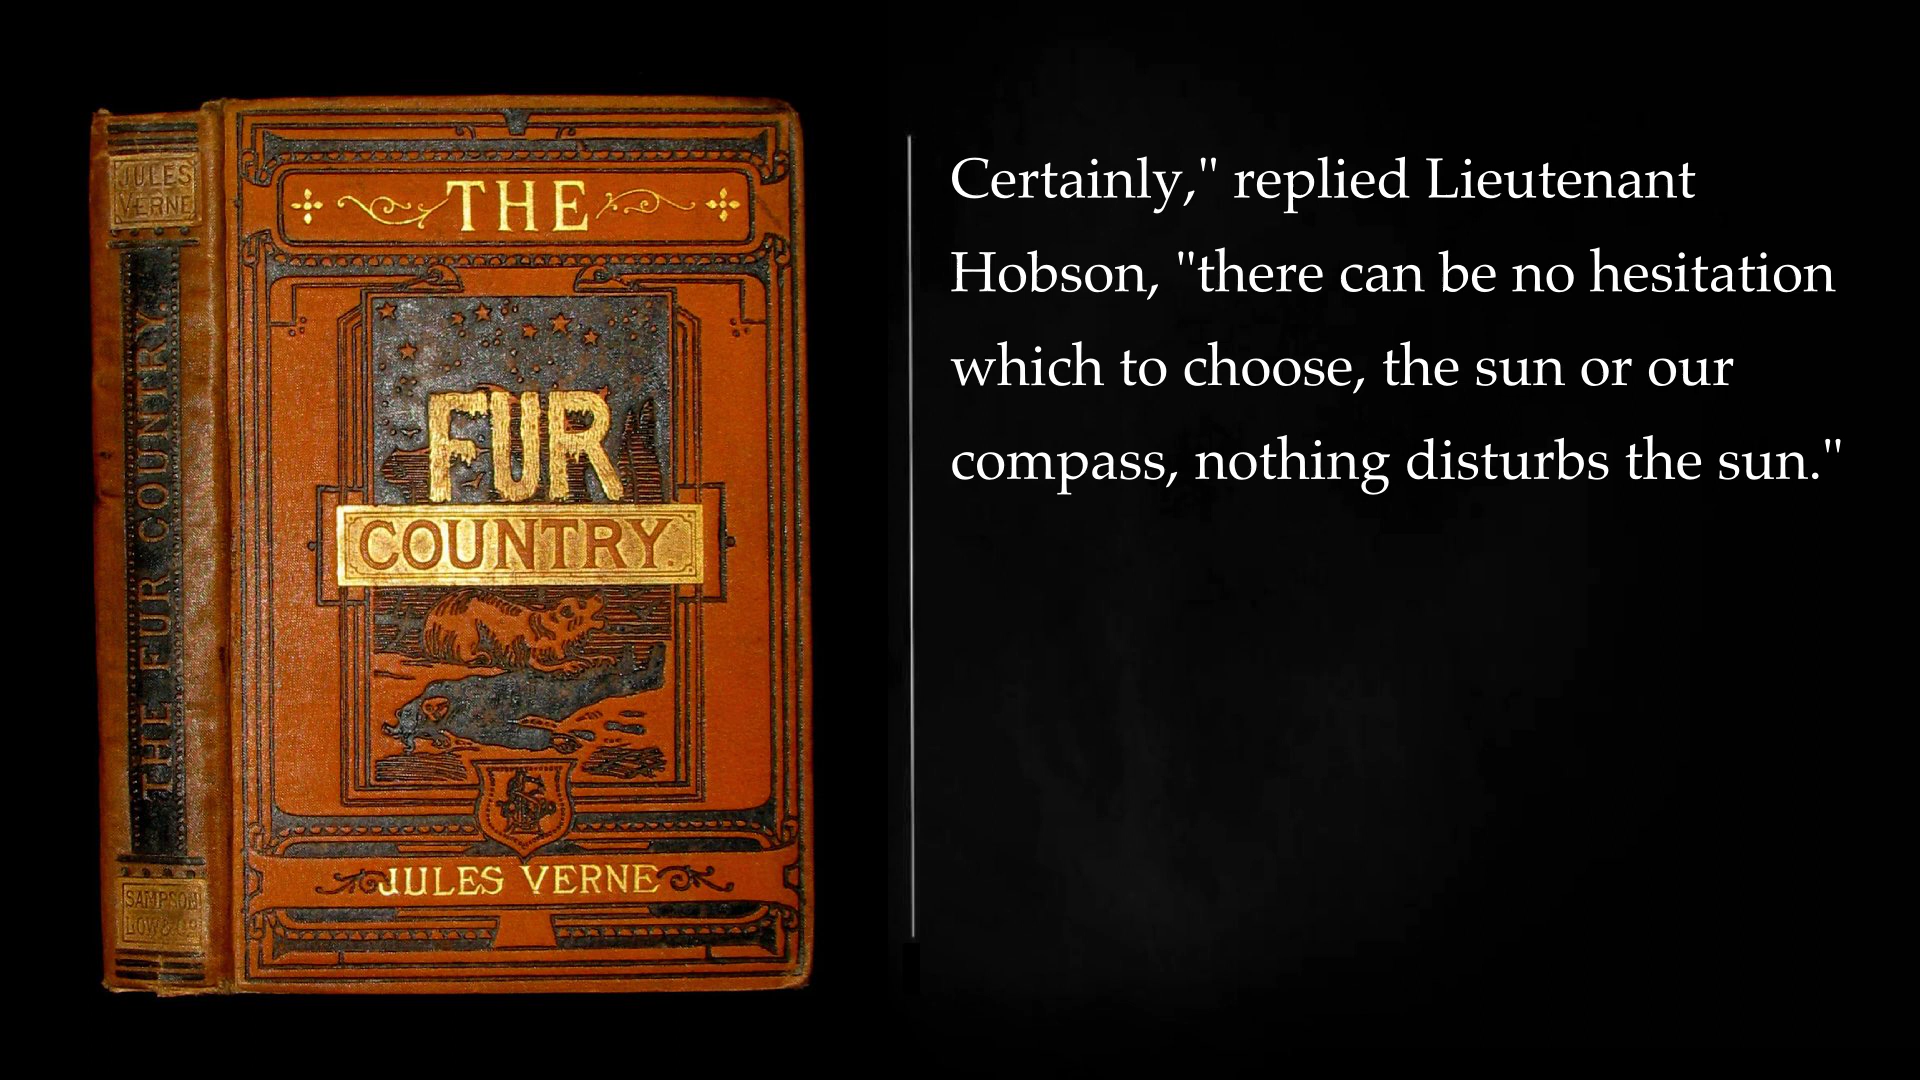 JULES
VERNE
THE FUR COUNTRY.
SAMPSON
LOW & Co
THE
FUR
COUNTRY.
JULES VERNE
Certainly," replied Lieutenant
Hobson, "there can be no hesitation
which to choose, the sun or our
compass, nothing disturbs the sun."